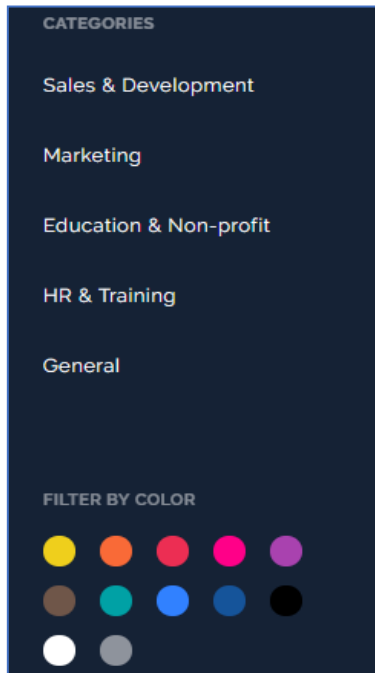 CATEGORIES
Sales & Development
Marketing
Education & Non-profit
HR & Training
General
FILTER BY COLOR